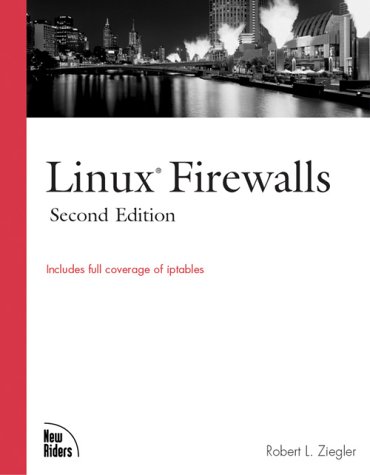 Linux® Firewalls
Second Edition
Includes full coverage of iptables
New
Riders
Robert L. Ziegler